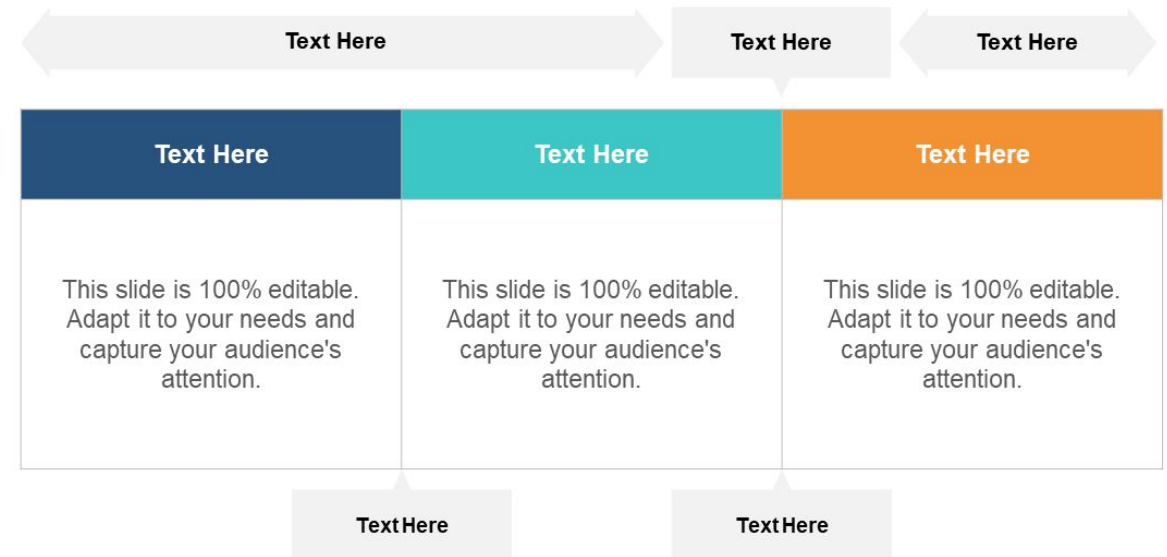 Text Here
Text Here
Text Here
Text Here
Text Here
Text Here
This slide is 100% editable.
Adapt it to your needs and
capture your audience's
attention.
This slide is 100% editable.
Adapt it to your needs and
capture your audience's
attention.
This slide is 100% editable.
Adapt it to your needs and
capture your audience's
attention.
Text Here
Text Here